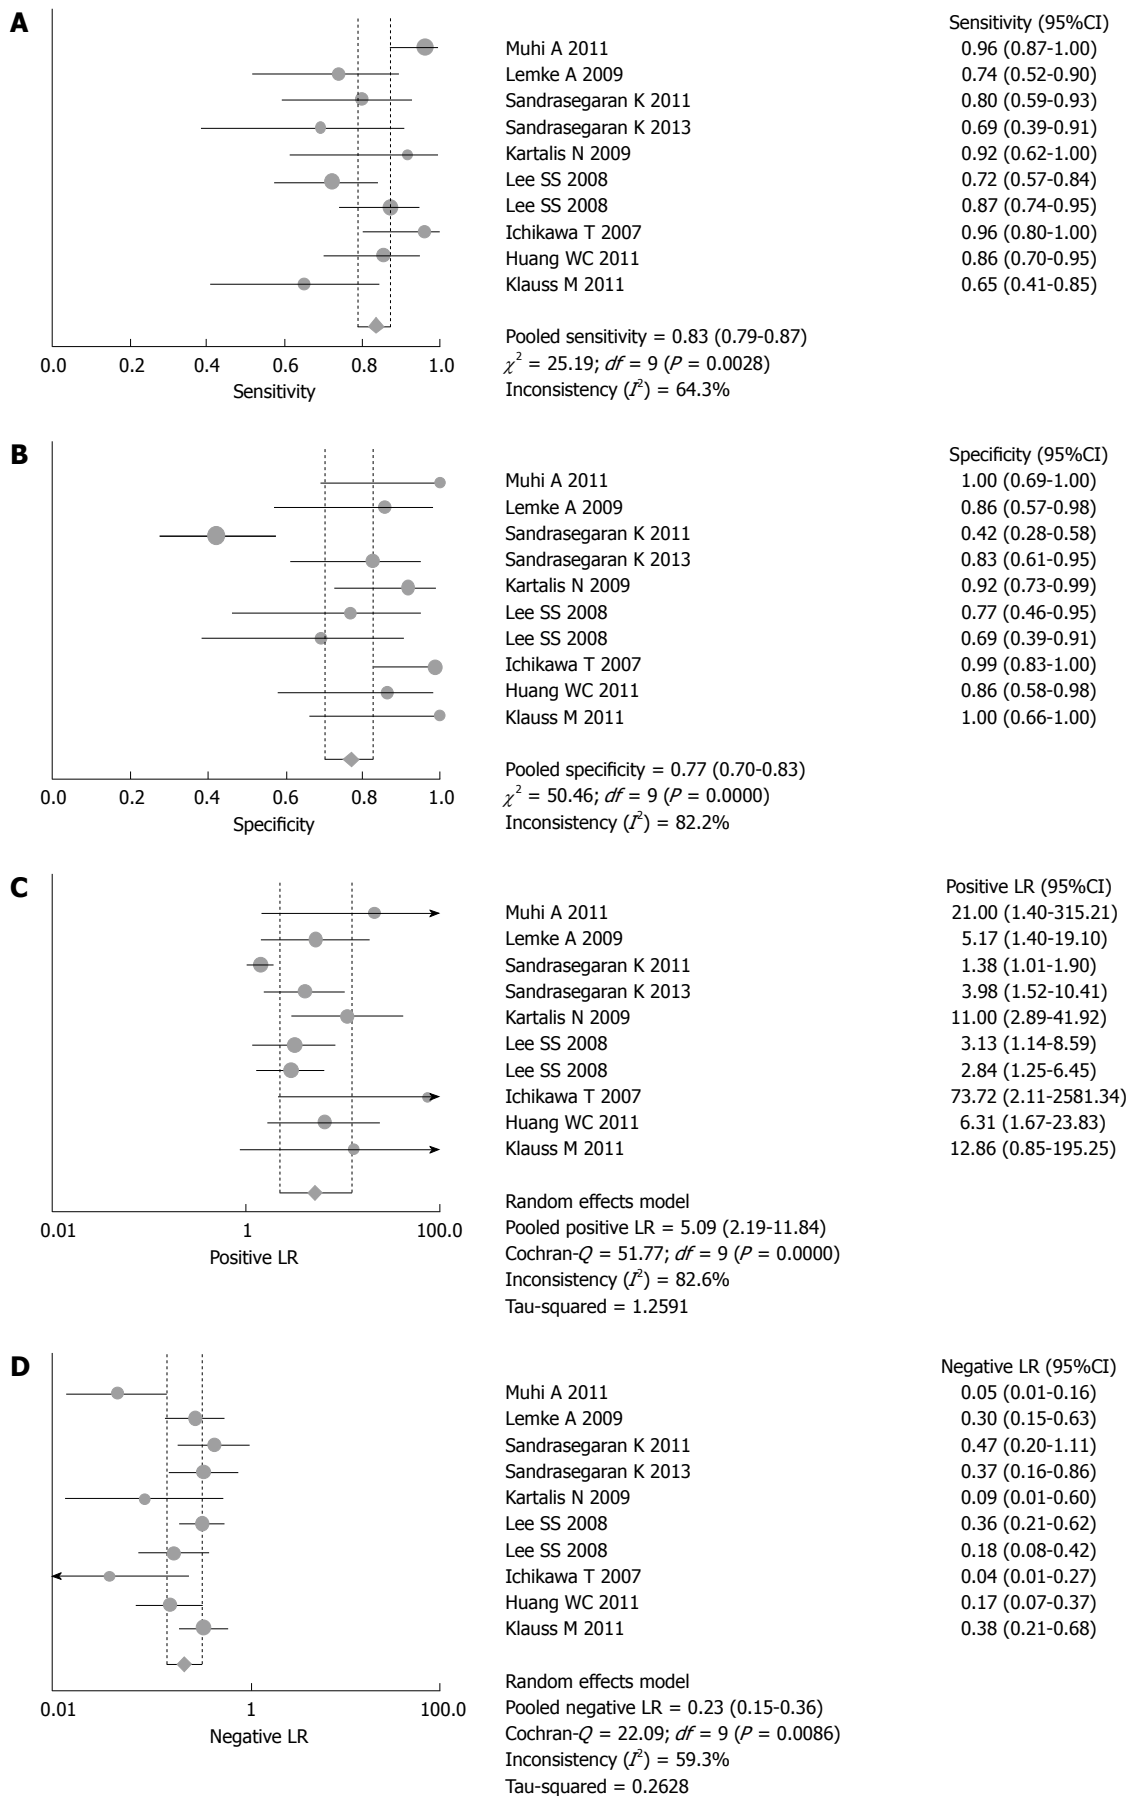 A
Sensitivity (95%CI)
Muhi A 2011 0.96 (0.87-1.00)
Lemke A 2009 0.74 (0.52-0.90)
Sandrasegaran K 2011 0.80 (0.59-0.93)
Sandrasegaran K 2013 0.69 (0.39-0.91)
Kartalis N 2009 0.92 (0.62-1.00)
Lee SS 2008 0.72 (0.57-0.84)
Lee SS 2008 0.87 (0.74-0.95)
Ichikawa T 2007 0.96 (0.80-1.00)
Huang WC 2011 0.86 (0.70-0.95)
Klauss M 2011 0.65 (0.41-0.85)
Pooled sensitivity = 0.83 (0.79-0.87)
χ² = 25.19; df = 9 (P = 0.0028)
Inconsistency (I²) = 64.3%
0.0 0.2 0.4 0.6 0.8 1.0
Sensitivity
B
Specificity (95%CI)
Muhi A 2011 1.00 (0.69-1.00)
Lemke A 2009 0.86 (0.57-0.98)
Sandrasegaran K 2011 0.42 (0.28-0.58)
Sandrasegaran K 2013 0.83 (0.61-0.95)
Kartalis N 2009 0.92 (0.73-0.99)
Lee SS 2008 0.77 (0.46-0.95)
Lee SS 2008 0.69 (0.39-0.91)
Ichikawa T 2007 0.99 (0.83-1.00)
Huang WC 2011 0.86 (0.58-0.98)
Klauss M 2011 1.00 (0.66-1.00)
Pooled specificity = 0.77 (0.70-0.83)
χ² = 50.46; df = 9 (P = 0.0000)
Inconsistency (I²) = 82.2%
0.0 0.2 0.4 0.6 0.8 1.0
Specificity
C
Positive LR (95%CI)
Muhi A 2011 21.00 (1.40-315.21)
Lemke A 2009 5.17 (1.40-19.10)
Sandrasegaran K 2011 1.38 (1.01-1.90)
Sandrasegaran K 2013 3.98 (1.52-10.41)
Kartalis N 2009 11.00 (2.89-41.92)
Lee SS 2008 3.13 (1.14-8.59)
Lee SS 2008 2.84 (1.25-6.45)
Ichikawa T 2007 73.72 (2.11-2581.34)
Huang WC 2011 6.31 (1.67-23.83)
Klauss M 2011 12.86 (0.85-195.25)
Random effects model
Pooled positive LR = 5.09 (2.19-11.84)
Cochran-Q = 51.77; df = 9 (P = 0.0000)
Inconsistency (I²) = 82.6%
Tau-squared = 1.2591
0.01 1 100.0
Positive LR
D
Negative LR (95%CI)
Muhi A 2011 0.05 (0.01-0.16)
Lemke A 2009 0.30 (0.15-0.63)
Sandrasegaran K 2011 0.47 (0.20-1.11)
Sandrasegaran K 2013 0.37 (0.16-0.86)
Kartalis N 2009 0.09 (0.01-0.60)
Lee SS 2008 0.36 (0.21-0.62)
Lee SS 2008 0.18 (0.08-0.42)
Ichikawa T 2007 0.04 (0.01-0.27)
Huang WC 2011 0.17 (0.07-0.37)
Klauss M 2011 0.38 (0.21-0.68)
Random effects model
Pooled negative LR = 0.23 (0.15-0.36)
Cochran-Q = 22.09; df = 9 (P = 0.0086)
Inconsistency (I²) = 59.3%
Tau-squared = 0.2628
0.01 1 100.0
Negative LR